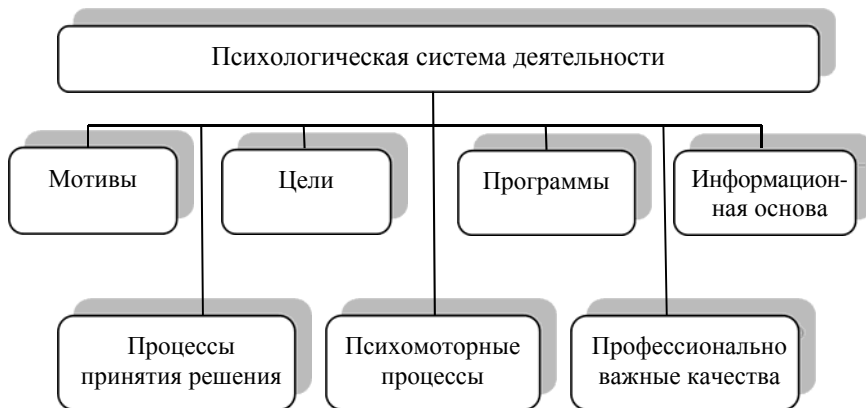 Психологическая система деятельности
Мотивы
Цели
Программы
Информацион-
ная основа
Процессы
принятия решения
Психомоторные
процессы
Профессионально
важные качества